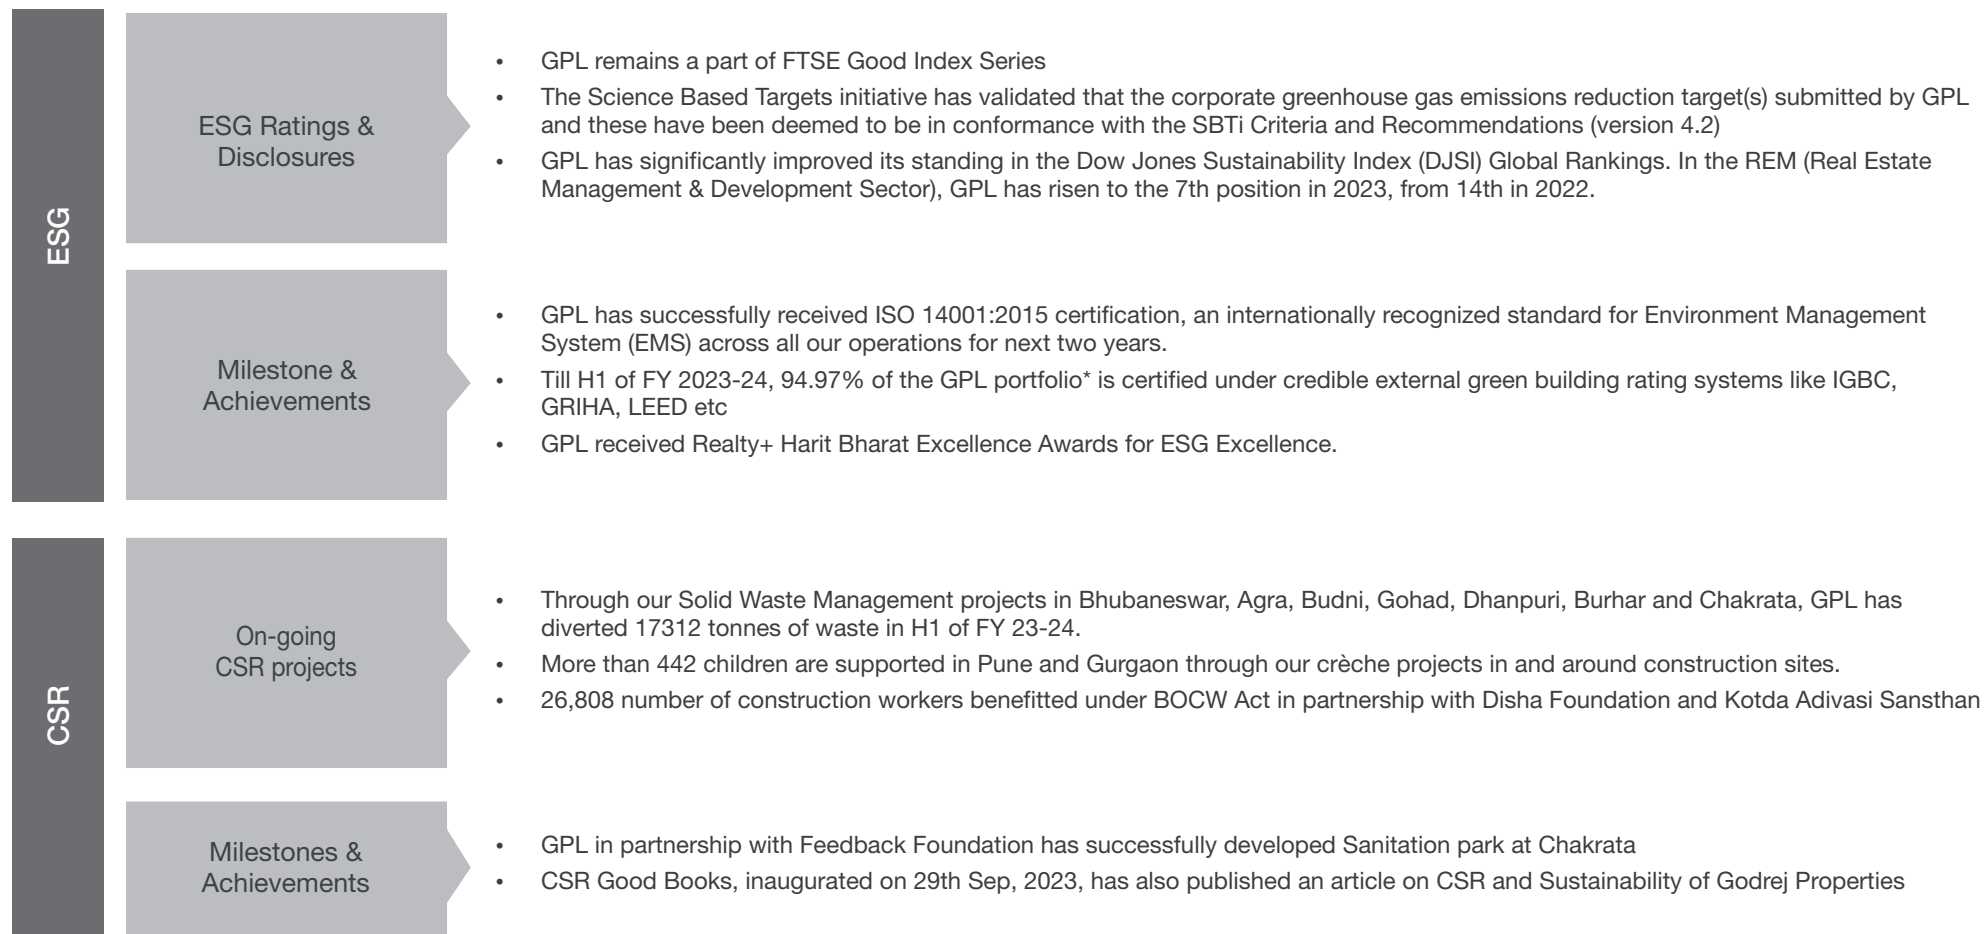 ESG
ESG Ratings &
Disclosures
• GPL remains a part of FTSE Good Index Series
• The Science Based Targets initiative has validated that the corporate greenhouse gas emissions reduction target(s) submitted by GPL
and these have been deemed to be in conformance with the SBTi Criteria and Recommendations (version 4.2)
• GPL has significantly improved its standing in the Dow Jones Sustainability Index (DJSI) Global Rankings. In the REM (Real Estate
Management & Development Sector), GPL has risen to the 7th position in 2023, from 14th in 2022.
Milestone &
Achievements
• GPL has successfully received ISO 14001:2015 certification, an internationally recognized standard for Environment Management
System (EMS) across all our operations for next two years.
• Till H1 of FY 2023-24, 94.97% of the GPL portfolio* is certified under credible external green building rating systems like IGBC,
GRIHA, LEED etc
• GPL received Realty+ Harit Bharat Excellence Awards for ESG Excellence.
CSR
On-going
CSR projects
• Through our Solid Waste Management projects in Bhubaneswar, Agra, Budni, Gohad, Dhanpuri, Burhar and Chakrata, GPL has
diverted 17312 tonnes of waste in H1 of FY 23-24.
• More than 442 children are supported in Pune and Gurgaon through our crèche projects in and around construction sites.
• 26,808 number of construction workers benefitted under BOCW Act in partnership with Disha Foundation and Kotda Adivasi Sansthan
Milestones &
Achievements
• GPL in partnership with Feedback Foundation has successfully developed Sanitation park at Chakrata
• CSR Good Books, inaugurated on 29th Sep, 2023, has also published an article on CSR and Sustainability of Godrej Properties